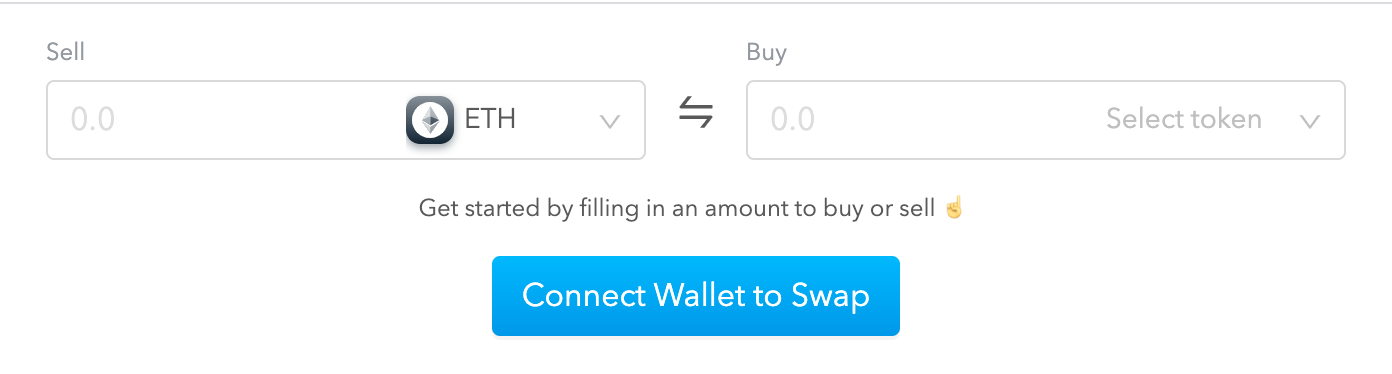 Sell
Buy
0.0 ETH
0.0 Select token
Get started by filling in an amount to buy or sell ☝️
Connect Wallet to Swap